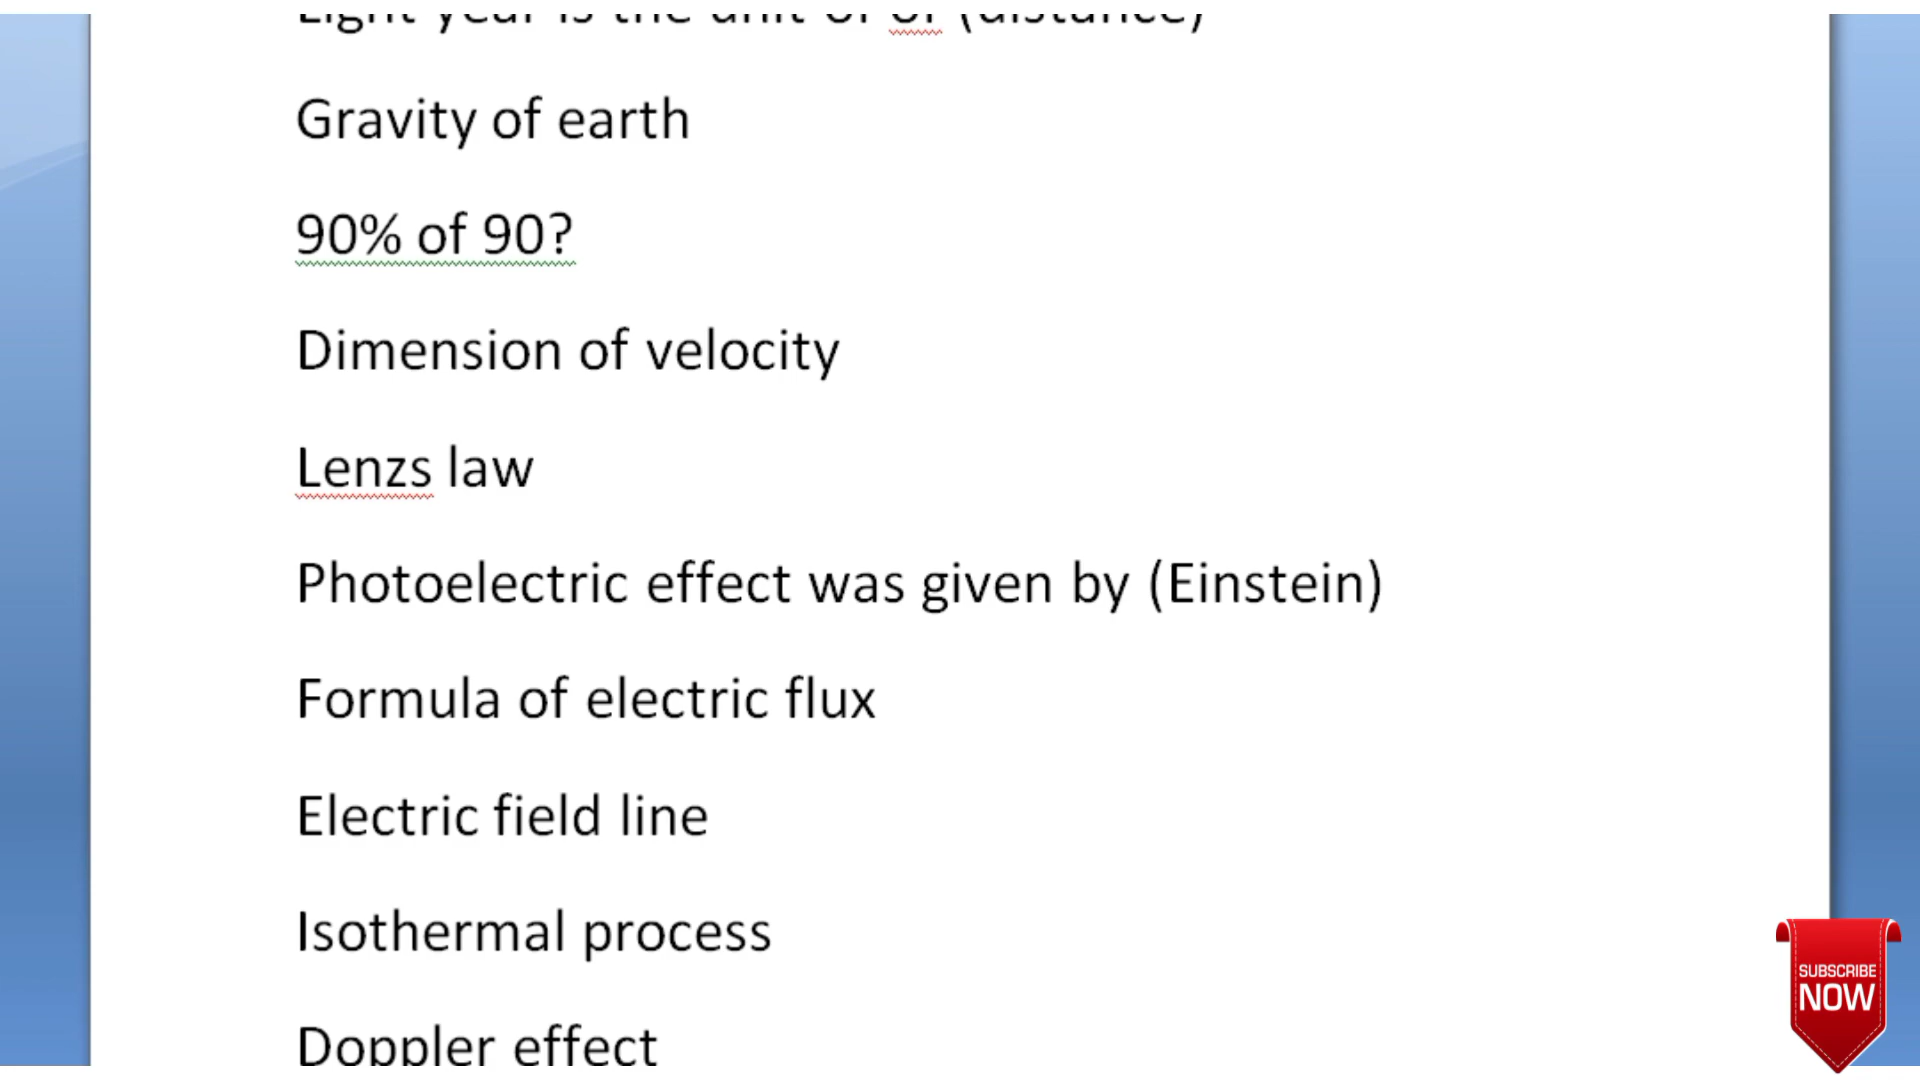 Light year is the unit of of (distance)
Gravity of earth
90% of 90?
Dimension of velocity
Lenzs law
Photoelectric effect was given by (Einstein)
Formula of electric flux
Electric field line
Isothermal process
Doppler effect
SUBSCRIBE
NOW